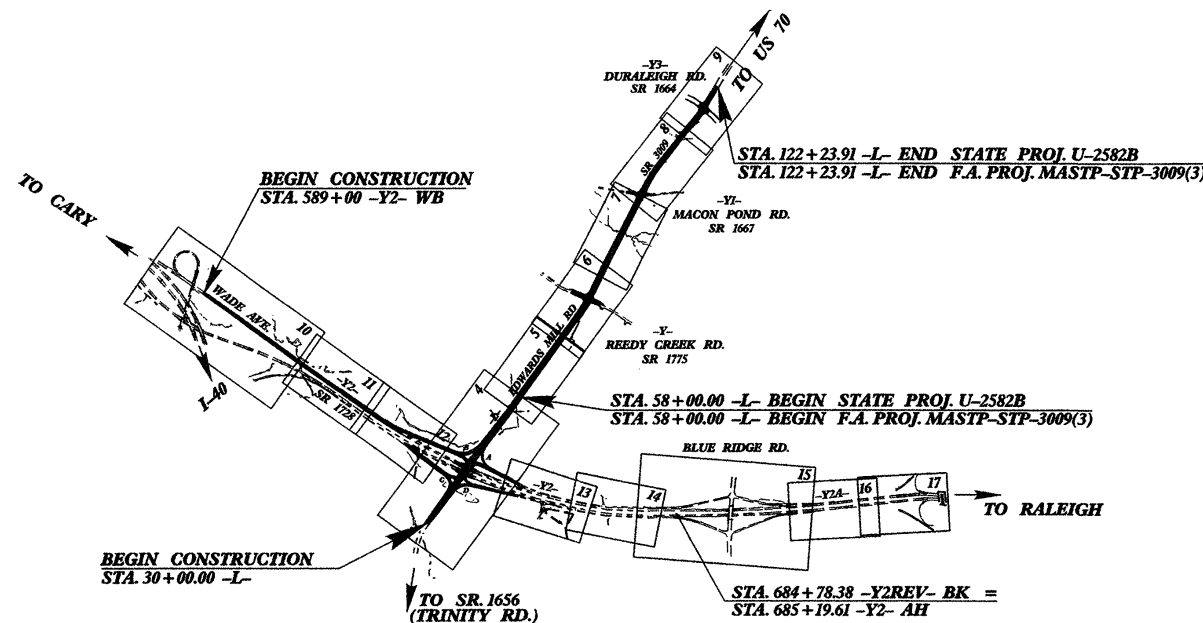 TO US 70
9
-Y3-
DURALEIGH RD.
SR 1664
8
SR 3009
STA. 122+23.91 -L- END STATE PROJ. U-2582B
STA. 122+23.91 -L- END F.A. PROJ. MASTP-STP-3009(3)
BEGIN CONSTRUCTION
STA. 589+00 -Y2- WB
TO CARY
7
-Y1-
MACON POND RD.
SR 1667
6
WADE AVE.
10
5
EDWARDS MILL RD
-Y-
REEDY CREEK RD.
SR 1775
I-40
-Y2-
SR 1728
11
4
STA. 58+00.00 -L- BEGIN STATE PROJ. U-2582B
STA. 58+00.00 -L- BEGIN F.A. PROJ. MASTP-STP-3009(3)
12
BLUE RIDGE RD.
-Y2-
13
14
15
-Y2A-
16
17
TO RALEIGH
BEGIN CONSTRUCTION
STA. 30+00.00 -L-
TO SR. 1656
(TRINITY RD.)
STA. 684+78.38 -Y2REV- BK =
STA. 685+19.61 -Y2- AH